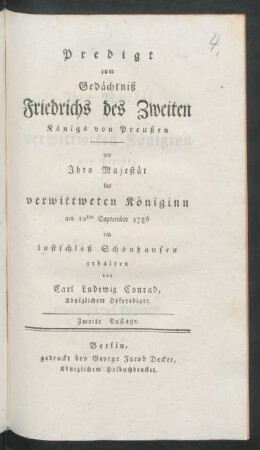 4.
Predigt
zum
Gedächtniß
Friedrichs des Zweiten
Königs von Preußen
vor
Ihro Majestät
der
verwittweten Königinn
am 10ten September 1786
im
Lustschloß Schönhausen
gehalten
von
Carl Ludewig Conrad,
Königlichem Hofprediger.
Zweite Auflage.
Berlin,
gedruckt bey George Jacob Decker,
Königlichem Hofbuchdrucker.